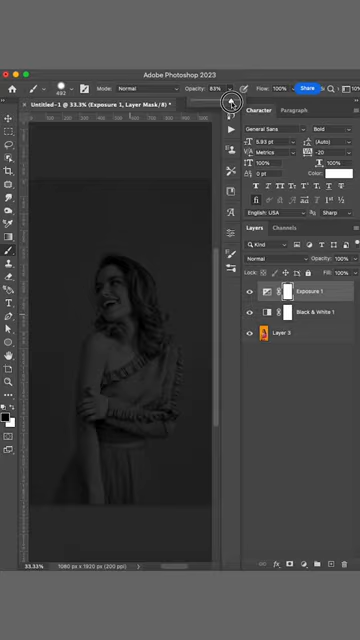 Adobe Photoshop 2023
492
Mode: Normal
Opacity: 63%
Flow: 100%
Share
Untitled-1 @ 33.3% (Exposure 1, Layer Mask/8) *
Character
Paragraph
General Sans
Bold
5.93 pt
(Auto)
Metrics
-20
100%
100%
0 pt
Color:
English: USA
Sharp
Layers
Channels
Kind
Normal
Opacity: 100%
Lock:
Fill: 100%
Exposure 1
Black & White 1
Layer 3
33.33%
1080 px x 1920 px (200 ppi)